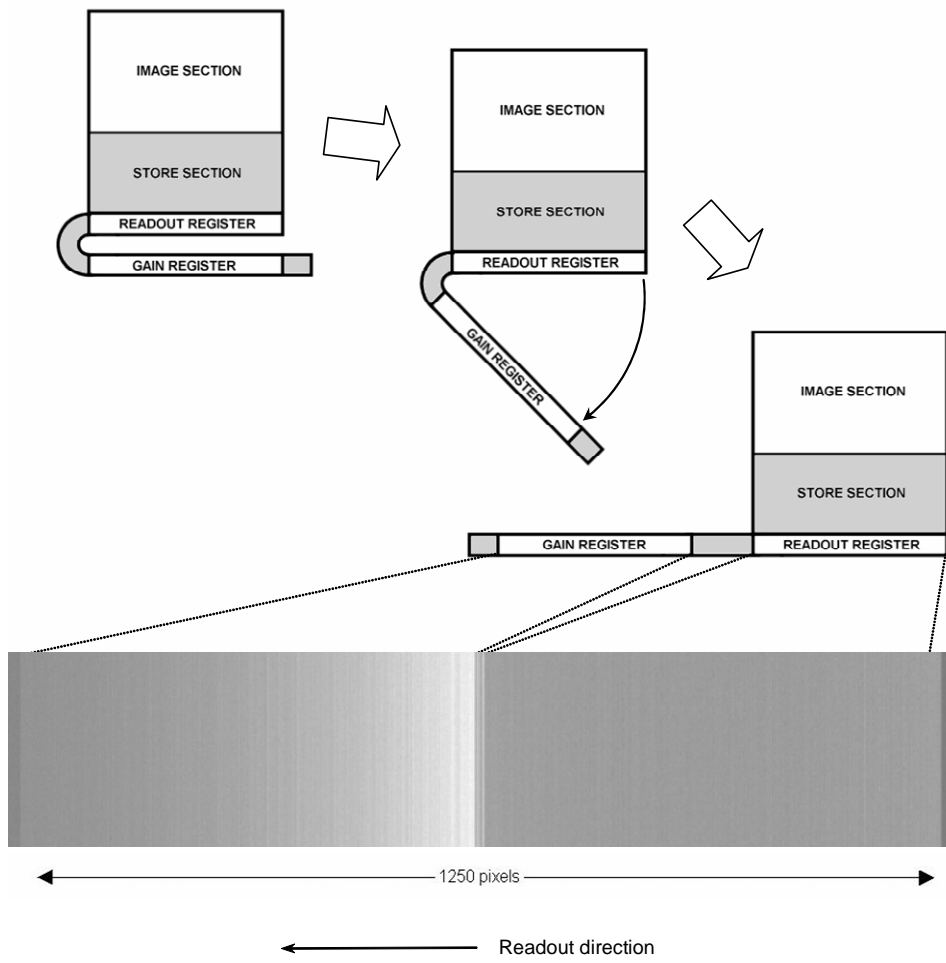 IMAGE SECTION
STORE SECTION
READOUT REGISTER
GAIN REGISTER
IMAGE SECTION
STORE SECTION
READOUT REGISTER
GAIN REGISTER
IMAGE SECTION
STORE SECTION
GAIN REGISTER
READOUT REGISTER
1250 pixels
Readout direction